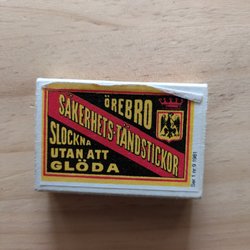 ÖREBRO
SÄKERHETS-TÄNDSTICKOR
SLOCKNA
UTAN ATT
GLÖDA